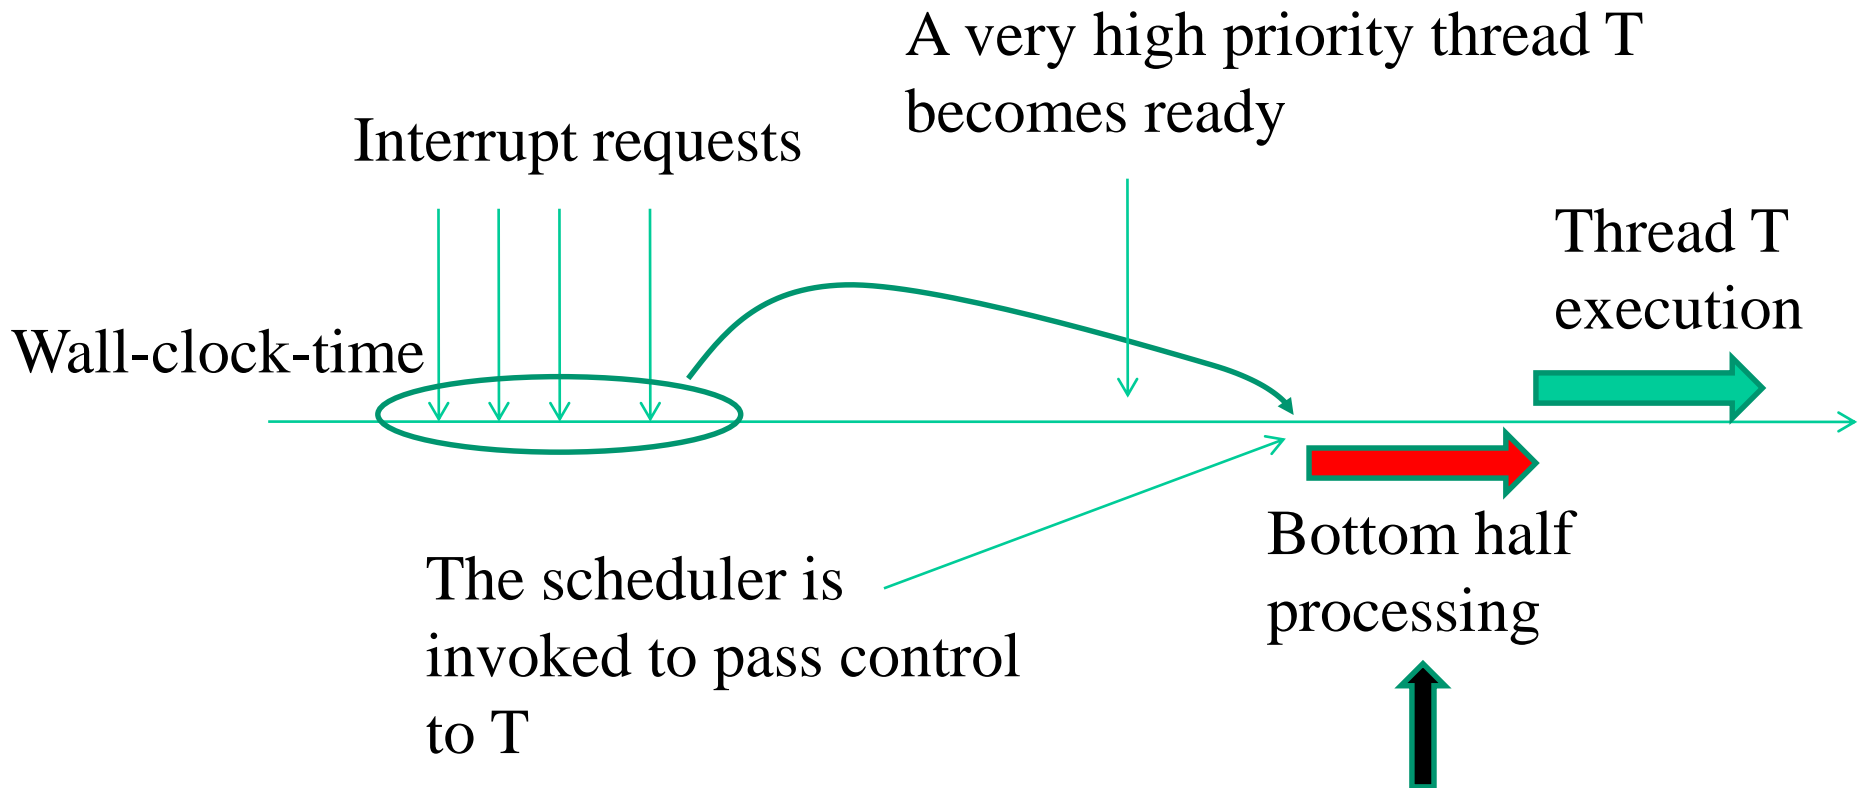 A very high priority thread T
becomes ready
Interrupt requests
Thread T
execution
Wall-clock-time
Bottom half
processing
The scheduler is
invoked to pass control
to T